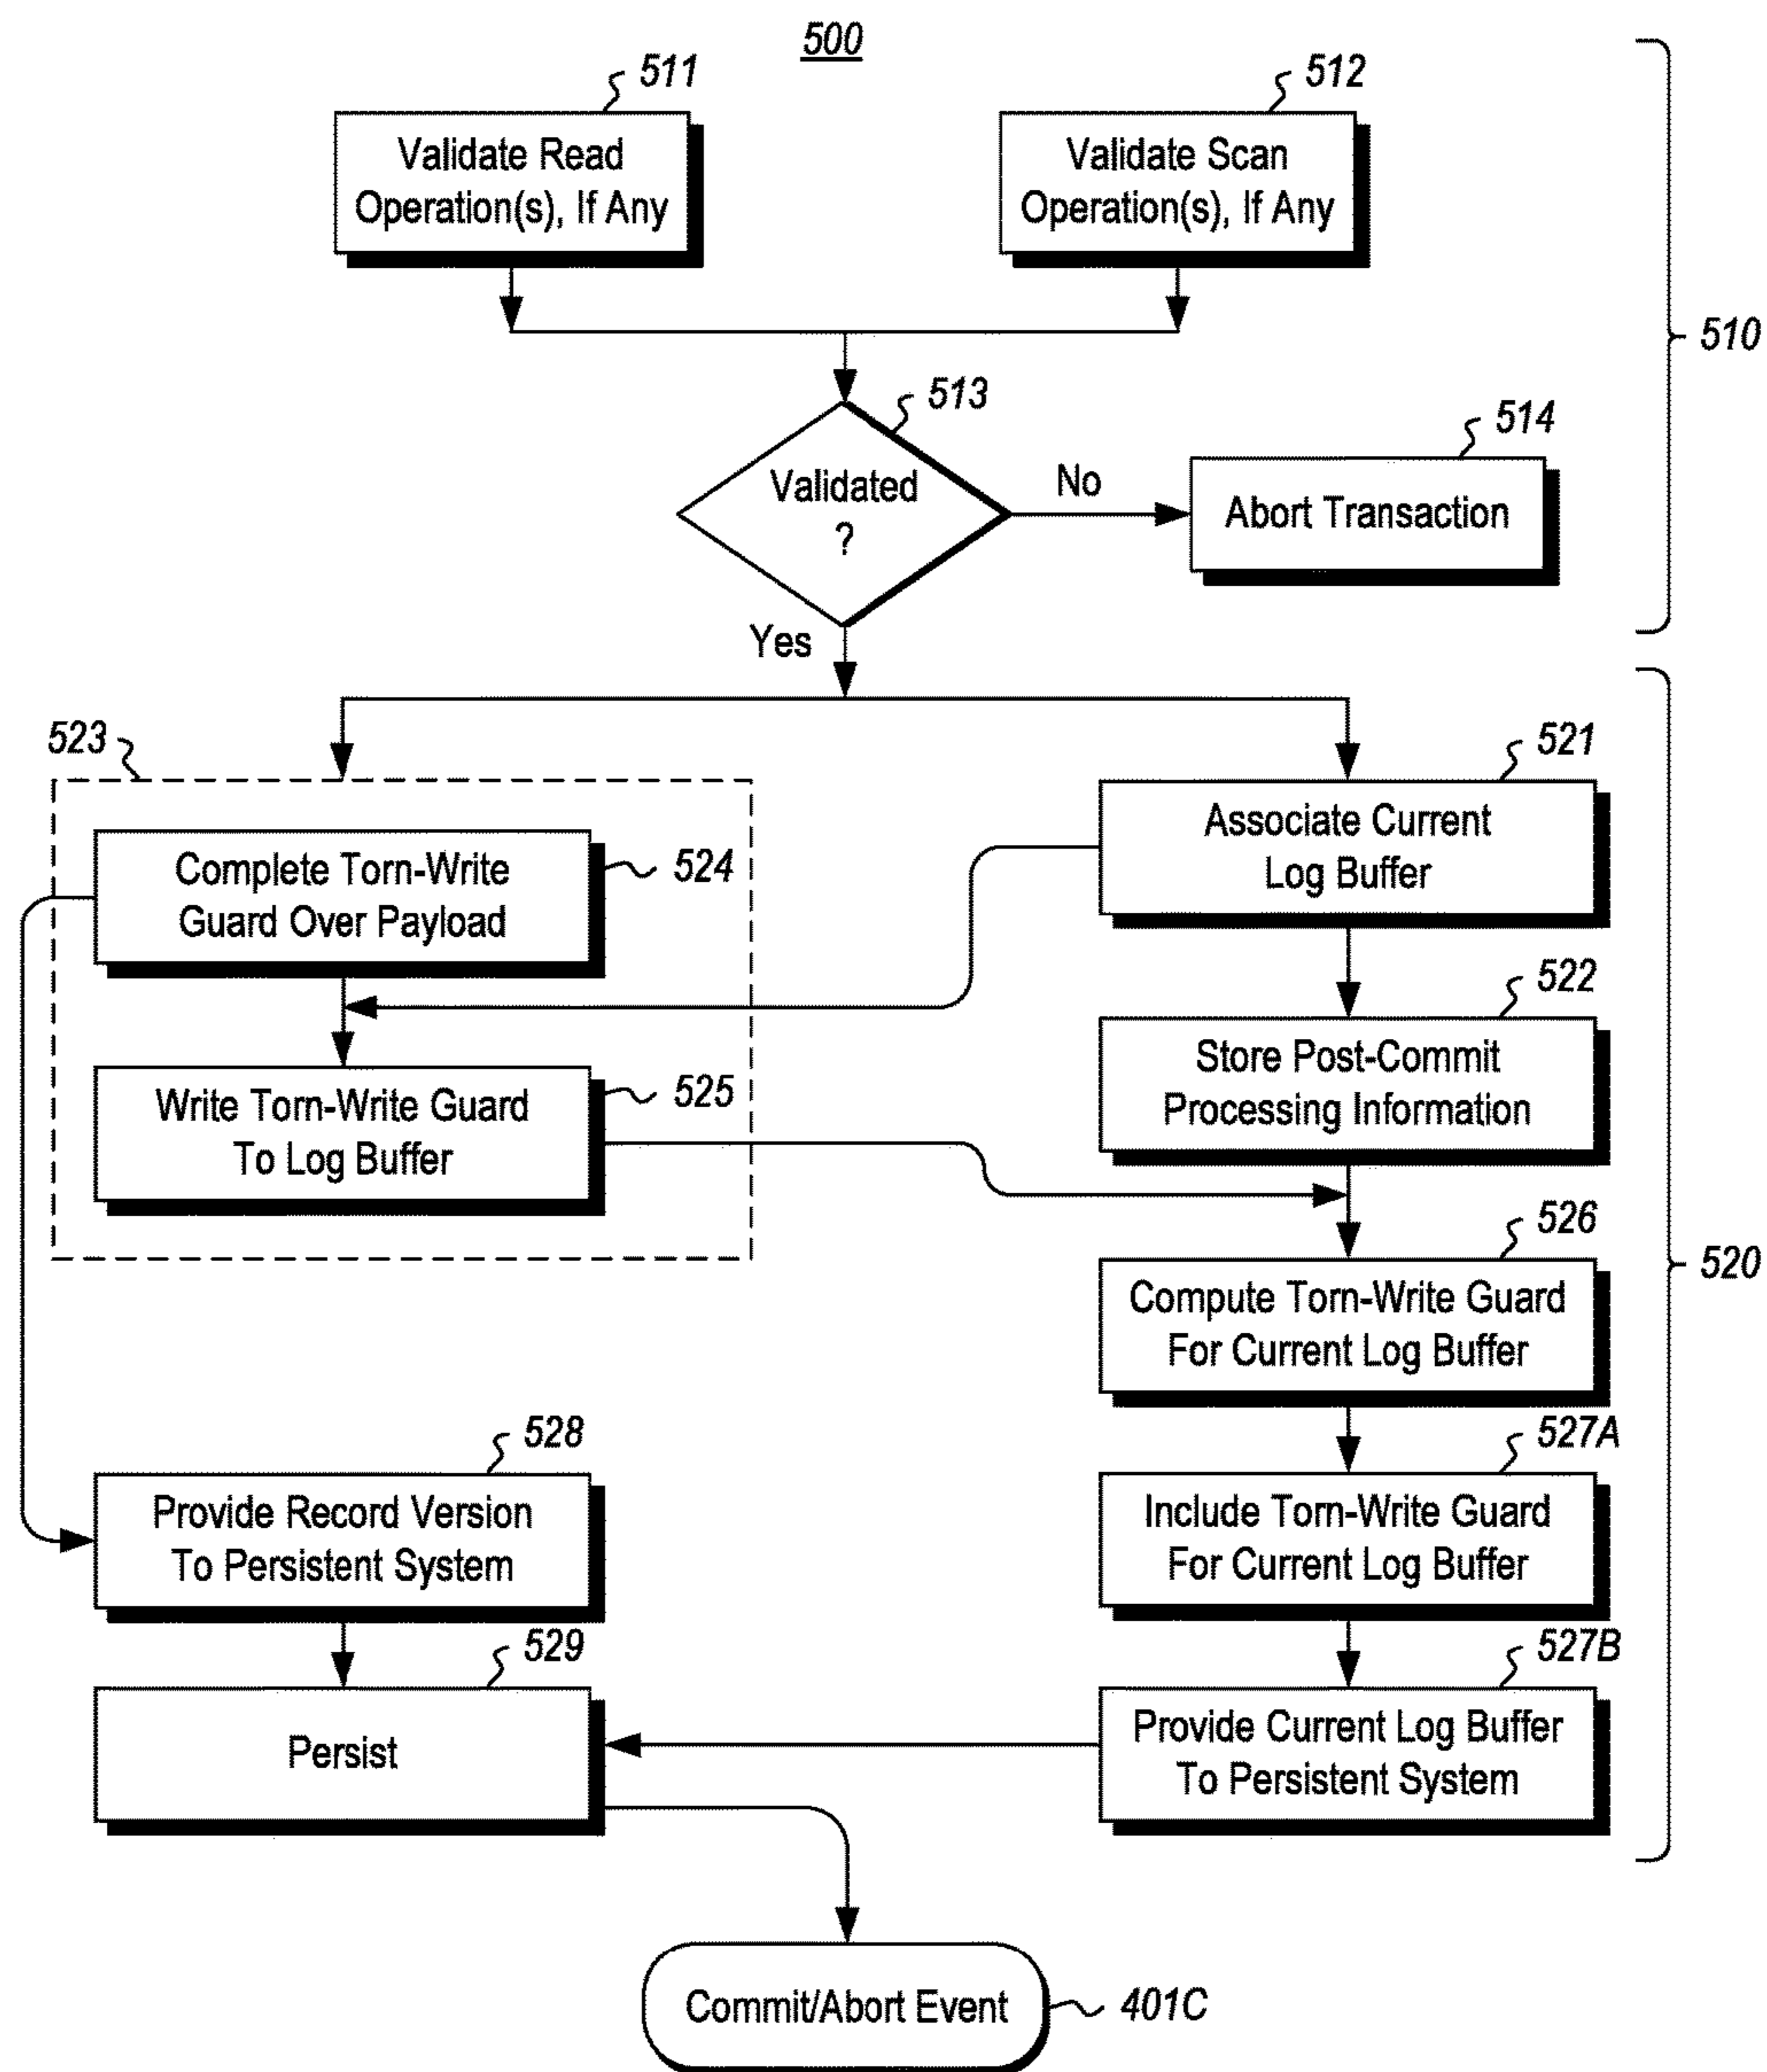 500
511
512
Validate Read
Operation(s), If Any
Validate Scan
Operation(s), If Any
510
513
Validated
?
No
514
Abort Transaction
Yes
523
521
Complete Torn-Write
Guard Over Payload
524
Associate Current
Log Buffer
522
Store Post-Commit
Processing Information
Write Torn-Write Guard
To Log Buffer
525
526
Compute Torn-Write Guard
For Current Log Buffer
520
528
Provide Record Version
To Persistent System
527A
Include Torn-Write Guard
For Current Log Buffer
529
Persist
527B
Provide Current Log Buffer
To Persistent System
Commit/Abort Event
401C